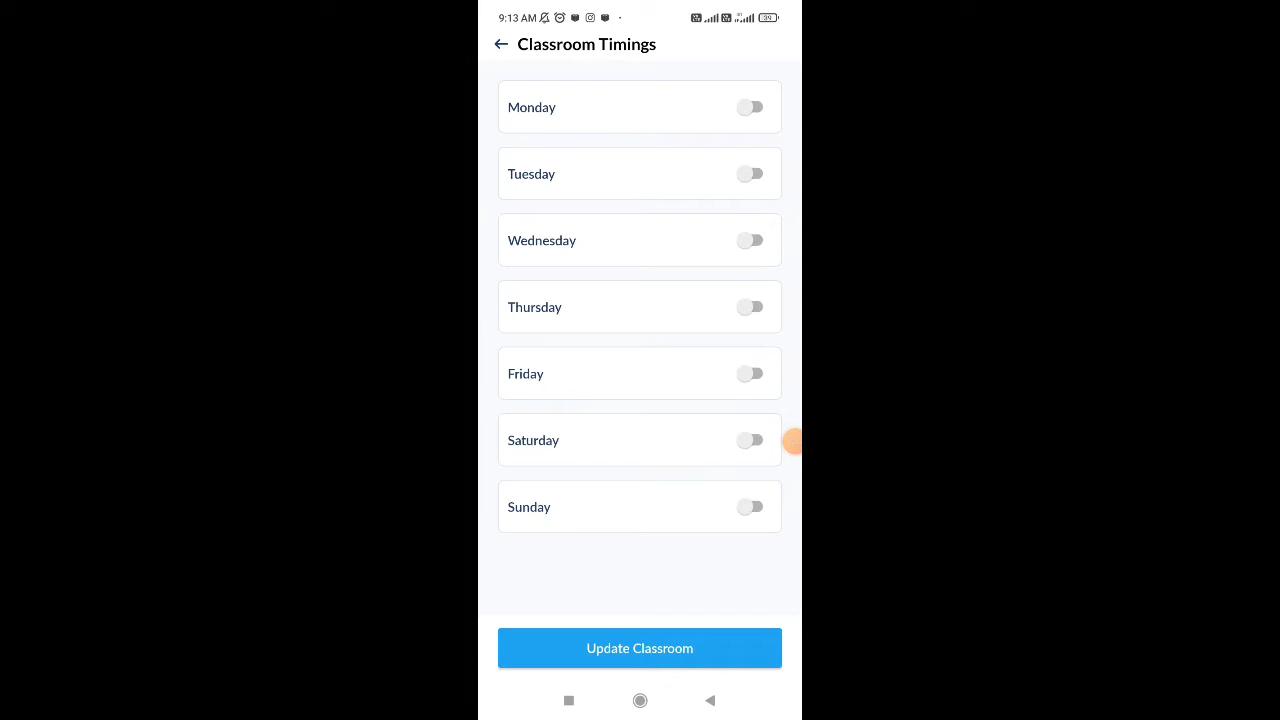 9:13 AM
Classroom Timings
Monday
Tuesday
Wednesday
Thursday
Friday
Saturday
Sunday
Update Classroom